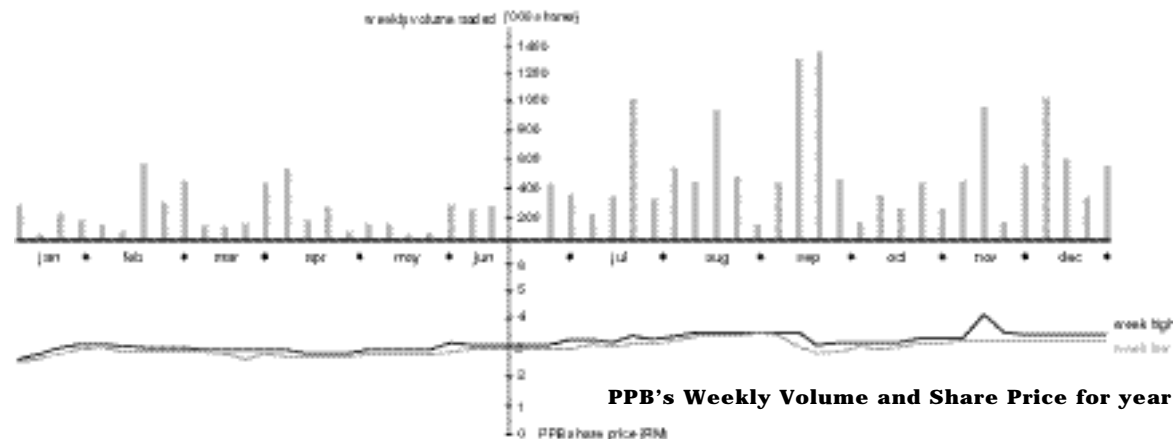 weekly volume traded ('000 shares)
1400
1200
1000
800
600
400
200
jan • feb • mar • apr • may • jun • jul • aug • sep • oct • nov • dec •
6
5
4
3
2
1
0 PPB share price (RM)
week high
week low
PPB's Weekly Volume and Share Price for year